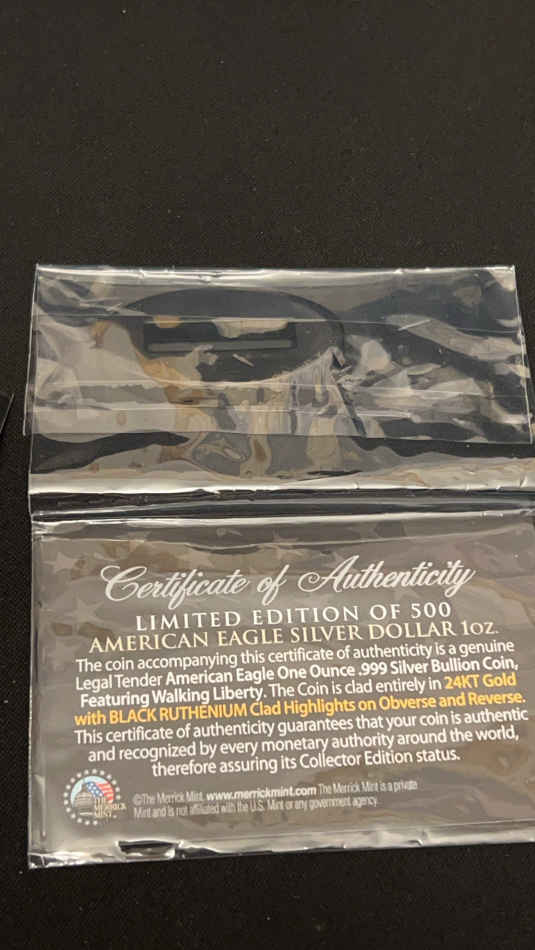 Certificate of Authenticity
LIMITED EDITION OF 500
AMERICAN EAGLE SILVER DOLLAR 1oz.
The coin accompanying this certificate of authenticity is a genuine
Legal Tender American Eagle One Ounce .999 Silver Bullion Coin,
Featuring Walking Liberty. The Coin is clad entirely in 24KT Gold
with BLACK RUTHENIUM Clad Highlights on Obverse and Reverse.
This certificate of authenticity guarantees that your coin is authentic
and recognized by every monetary authority around the world,
therefore assuring its Collector Edition status.
THE
MERRICK
MINT
©The Merrick Mint. www.merrickmint.com The Merrick Mint is a private
Mint and is not affiliated with the U.S. Mint or any government agency.